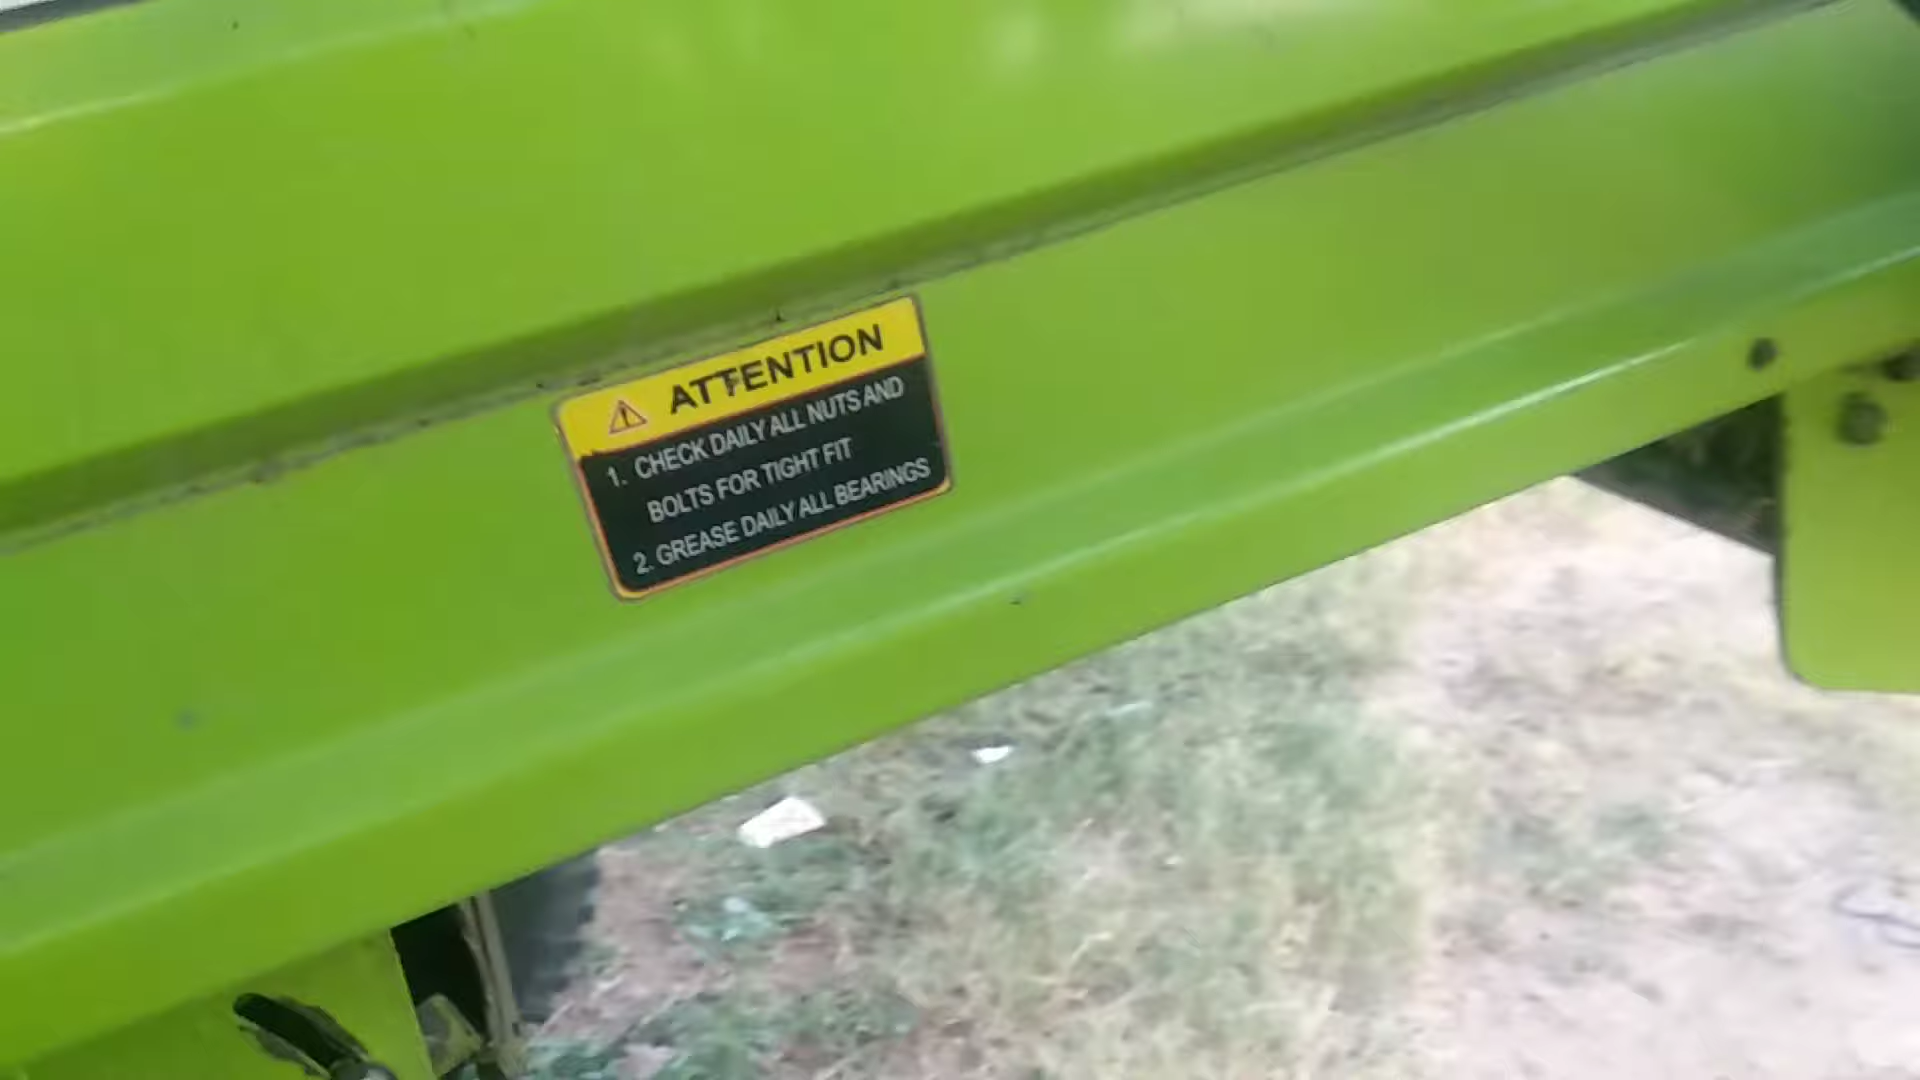 ATTENTION
1. CHECK DAILY ALL NUTS AND
BOLTS FOR TIGHT FIT
2. GREASE DAILY ALL BEARINGS